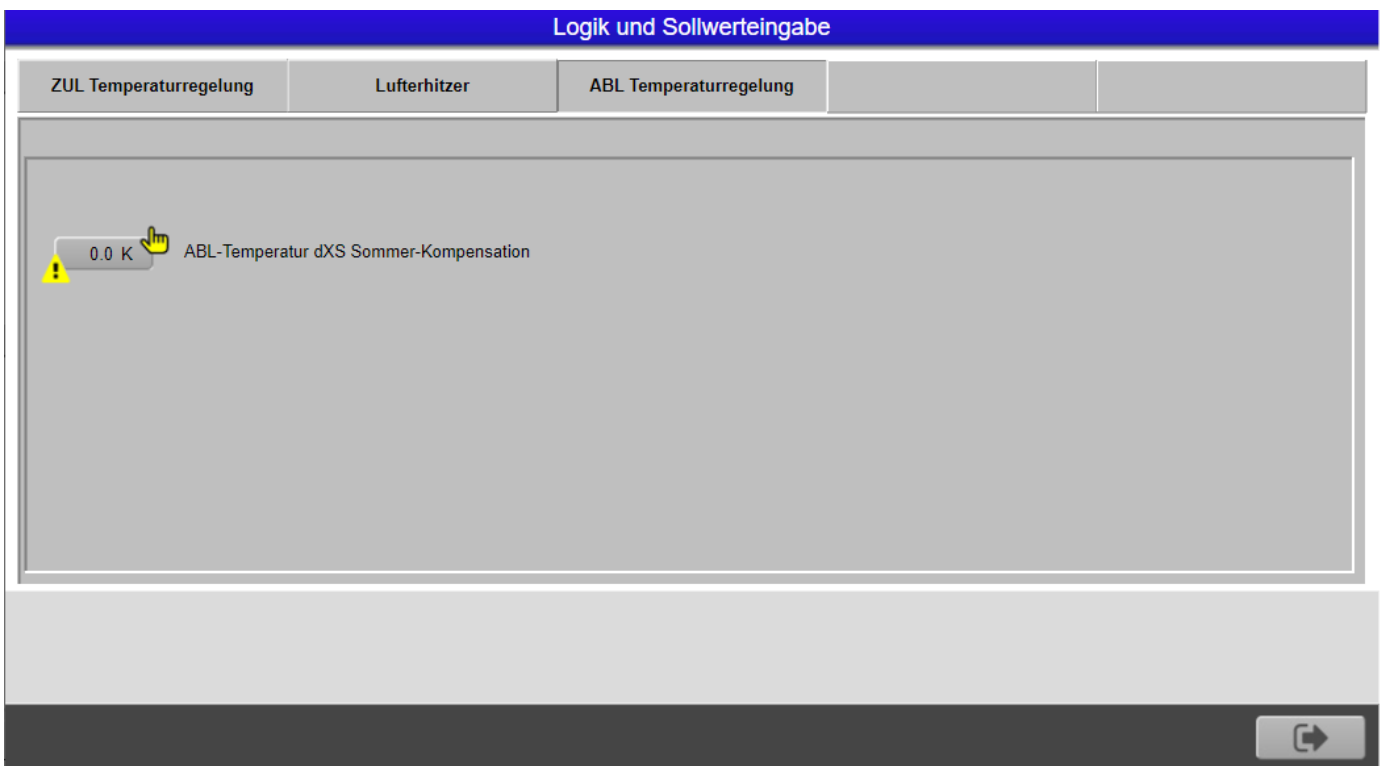 Logik und Sollwerteingabe
ZUL Temperaturregelung Lufterhitzer ABL Temperaturregelung
0.0 K ABL-Temperatur dXS Sommer-Kompensation